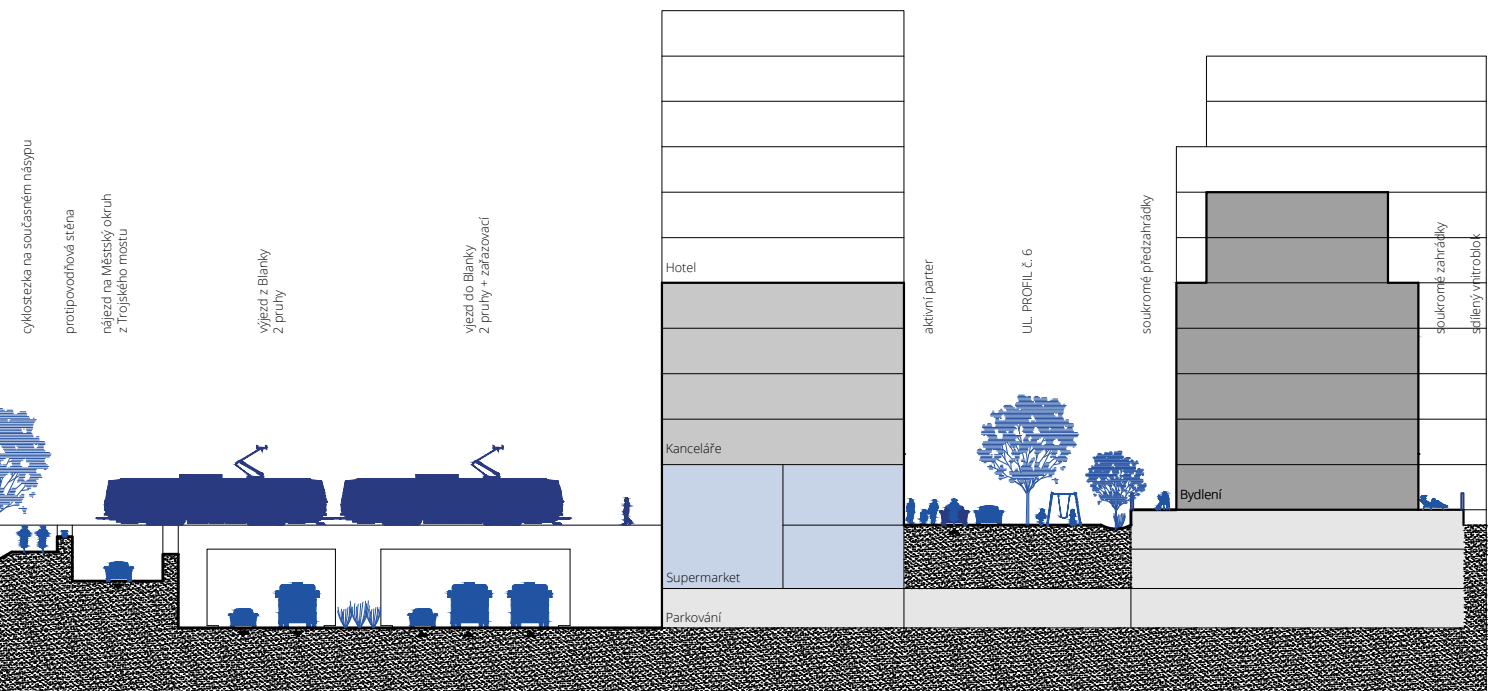 cyklostezka na současném násypu
protipovodňová stěna
nájezd na Městský okruh
z Trojského mostu
výjezd z Blanky
2 pruhy
vjezd do Blanky
2 pruhy + zařazovací
Hotel
Kanceláře
Supermarket
Parkování
aktivní parter
UL. PROFIL č. 6
soukromé předzahrádky
Bydlení
soukromé zahrádky
sdílený vnitroblok